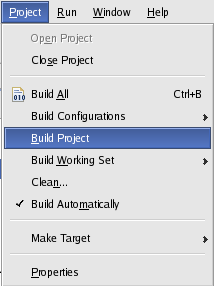 Project Run Window Help
Open Project
Close Project
Build All Ctrl+B
Build Configurations
Build Project
Build Working Set
Clean...
Build Automatically
Make Target
Properties